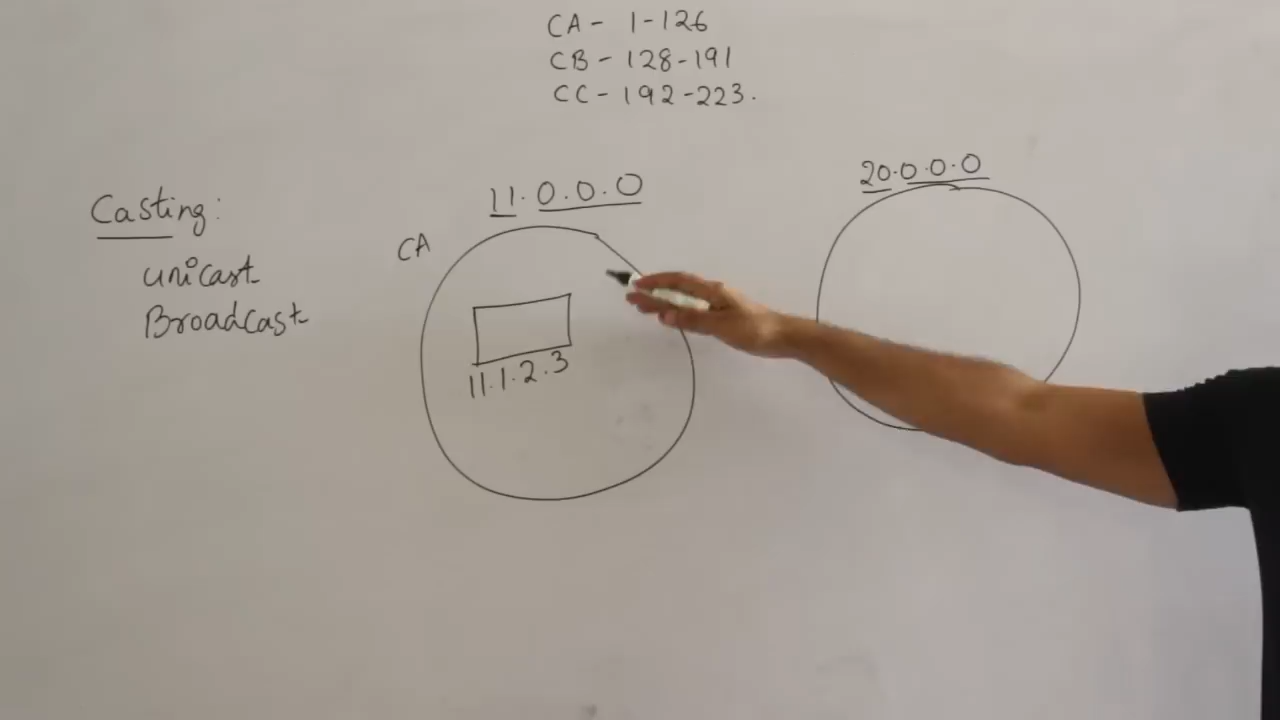 CA - 1-126
CB - 128-191
CC - 192-223.
Casting:
unicast
Broadcast
11.0.0.0
CA
11.1.2.3
20.0.0.0